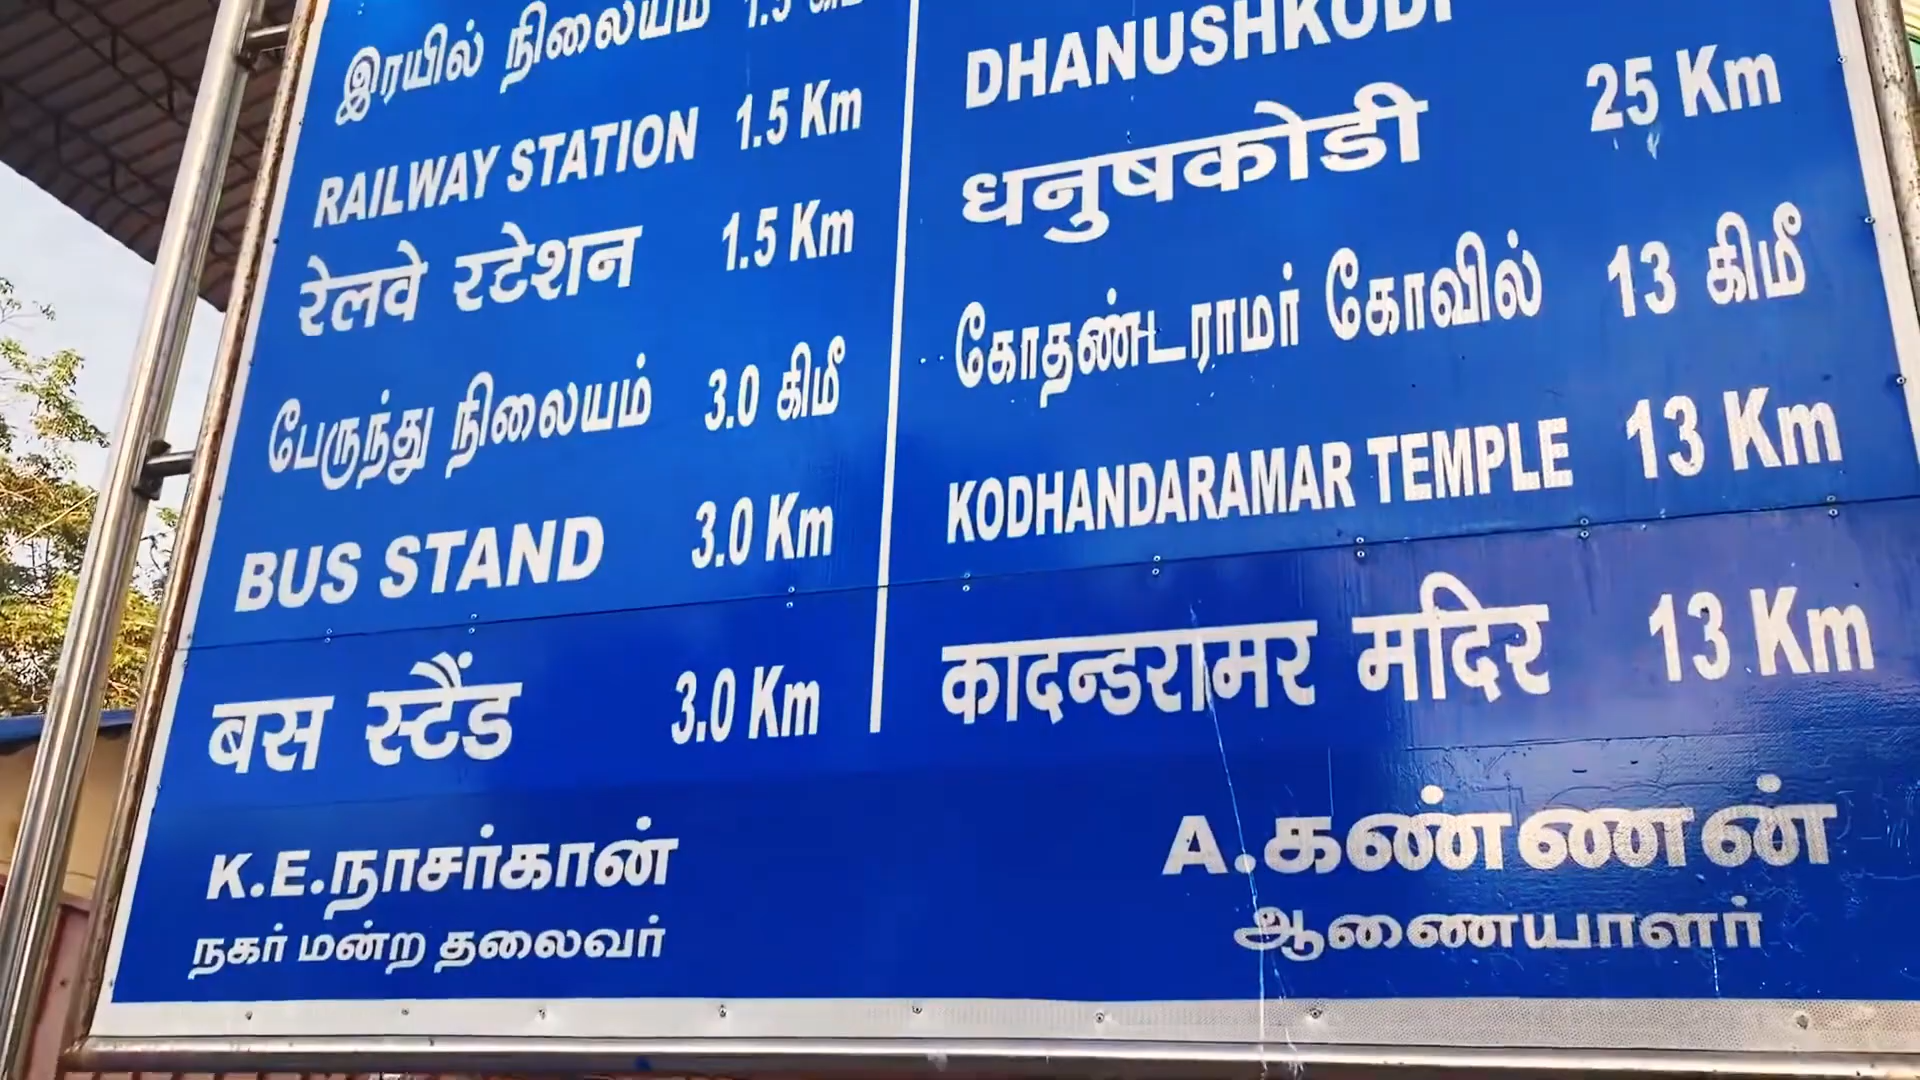 இரயில் நிலையம் 1.5 கிமீ
RAILWAY STATION 1.5 Km
रेलवे रटेशन 1.5 Km
பேருந்து நிலையம் 3.0 கிமீ
BUS STAND 3.0 Km
बस स्टैंड 3.0 Km
DHANUSHKODI
धनुषकोडी 25 Km
கோதண்டராமர் கோவில் 13 கிமீ
KODHANDARAMAR TEMPLE 13 Km
कादन्डरामर मंदिर 13 Km
K.E.நாசர்கான்
நகர் மன்ற தலைவர்
A.கண்ணன்
ஆணையாளர்